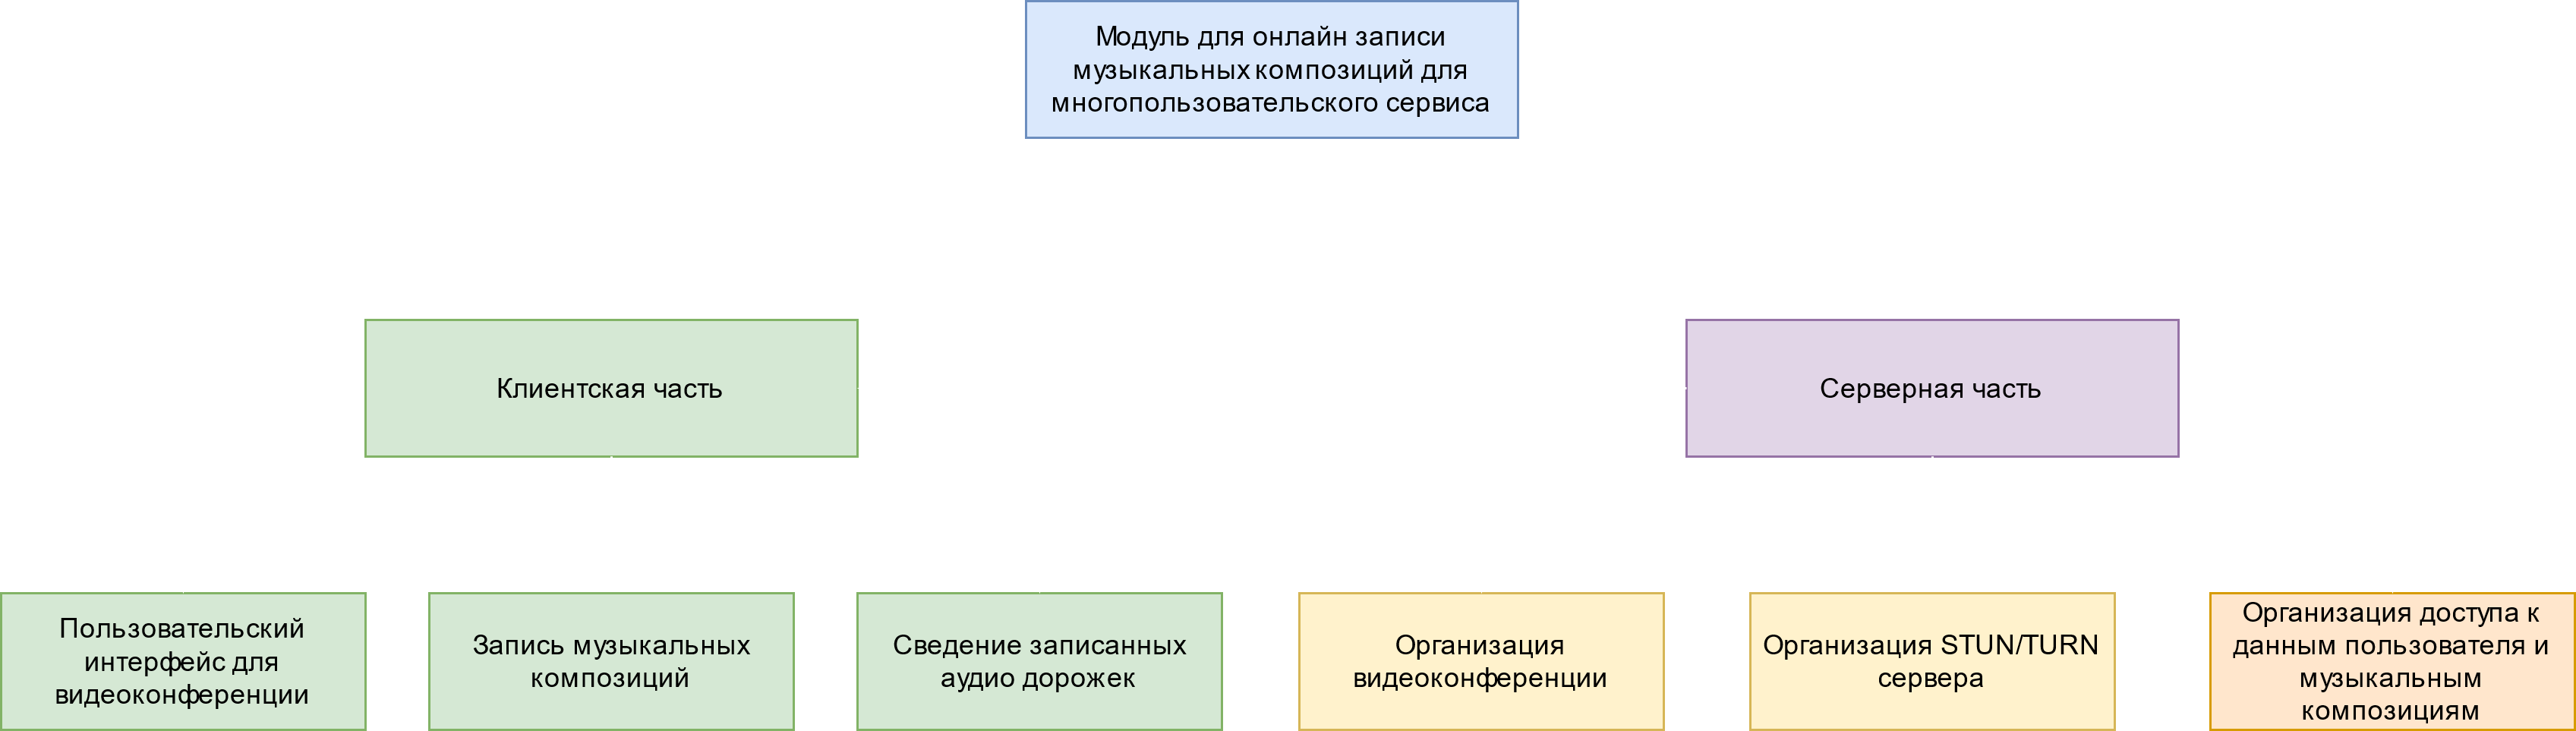 Модуль для онлайн записи
музыкальных композиций для
многопользовательского сервиса
Клиентская часть
Серверная часть
Пользовательский
интерфейс для
видеоконференции
Запись музыкальных
композиций
Сведение записанных
аудио дорожек
Организация
видеоконференции
Организация STUN/TURN
сервера
Организация доступа к
данным пользователя и
музыкальным
композициям